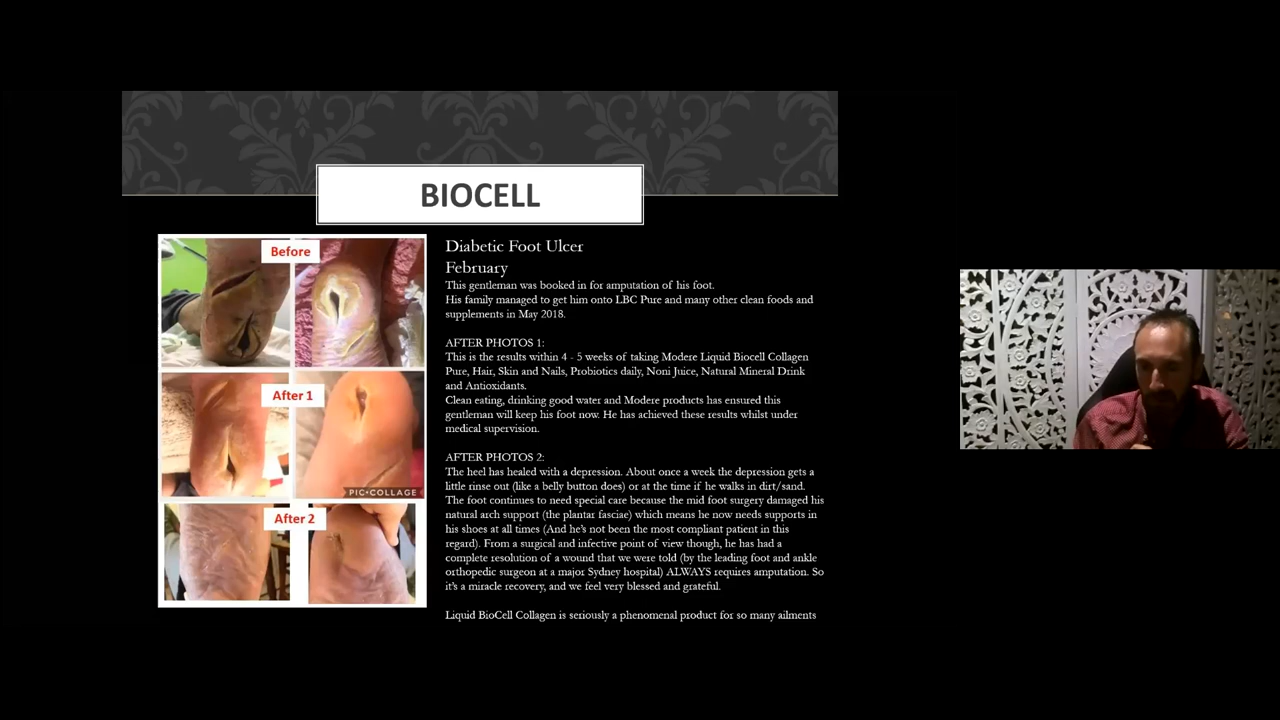 BIOCELL
Before
After 1
PIC•COLLAGE
After 2
Diabetic Foot Ulcer
February
This gentleman was booked in for amputation of his foot.
His family managed to get him onto LBC Pure and many other clean foods and
supplements in May 2018.
AFTER PHOTOS 1:
This is the results within 4 - 5 weeks of taking Modere Liquid Biocell Collagen
Pure, Hair, Skin and Nails, Probiotics daily, Noni Juice, Natural Mineral Drink
and Antioxidants.
Clean eating, drinking good water and Modere products has ensured this
gentleman will keep his foot now. He has achieved these results whilst under
medical supervision.
AFTER PHOTOS 2:
The heel has healed with a depression. About once a week the depression gets a
little rinse out (like a belly button does) or at the time if he walks in dirt/sand.
The foot continues to need special care because the mid foot surgery damaged his
natural arch support (the plantar fasciae) which means he now needs supports in
his shoes at all times (And he's not been the most compliant patient in this
regard). From a surgical and infective point of view though, he has had a
complete resolution of a wound that we were told (by the leading foot and ankle
orthopedic surgeon at a major Sydney hospital) ALWAYS requires amputation. So
it's a miracle recovery, and we feel very blessed and grateful.
Liquid BioCell Collagen is seriously a phenomenal product for so many ailments